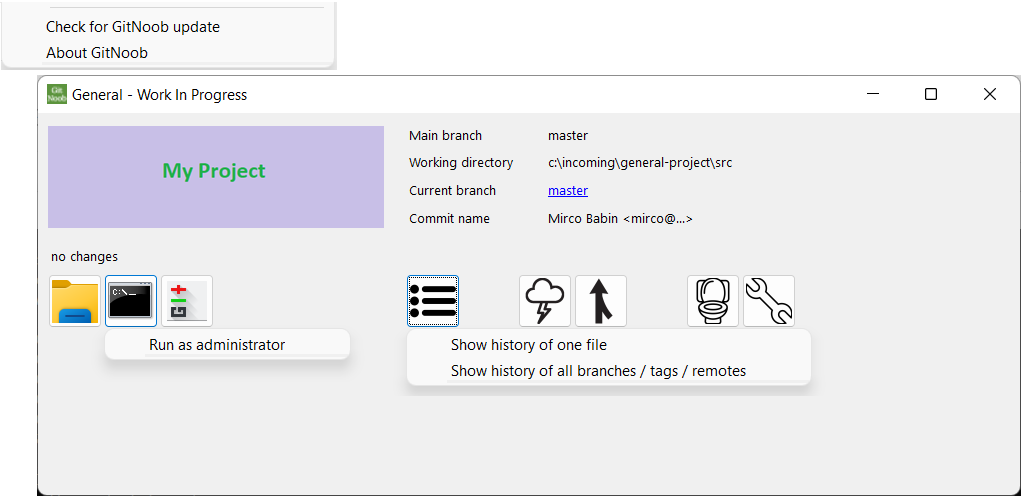 Check for GitNoob update
About GitNoob
Git Noob
General - Work In Progress
My Project
Main branch master
Working directory c:\incoming\general-project\src
Current branch master
Commit name Mirco Babin <mirco@...>
no changes
C:\_
Run as administrator
Show history of one file
Show history of all branches / tags / remotes